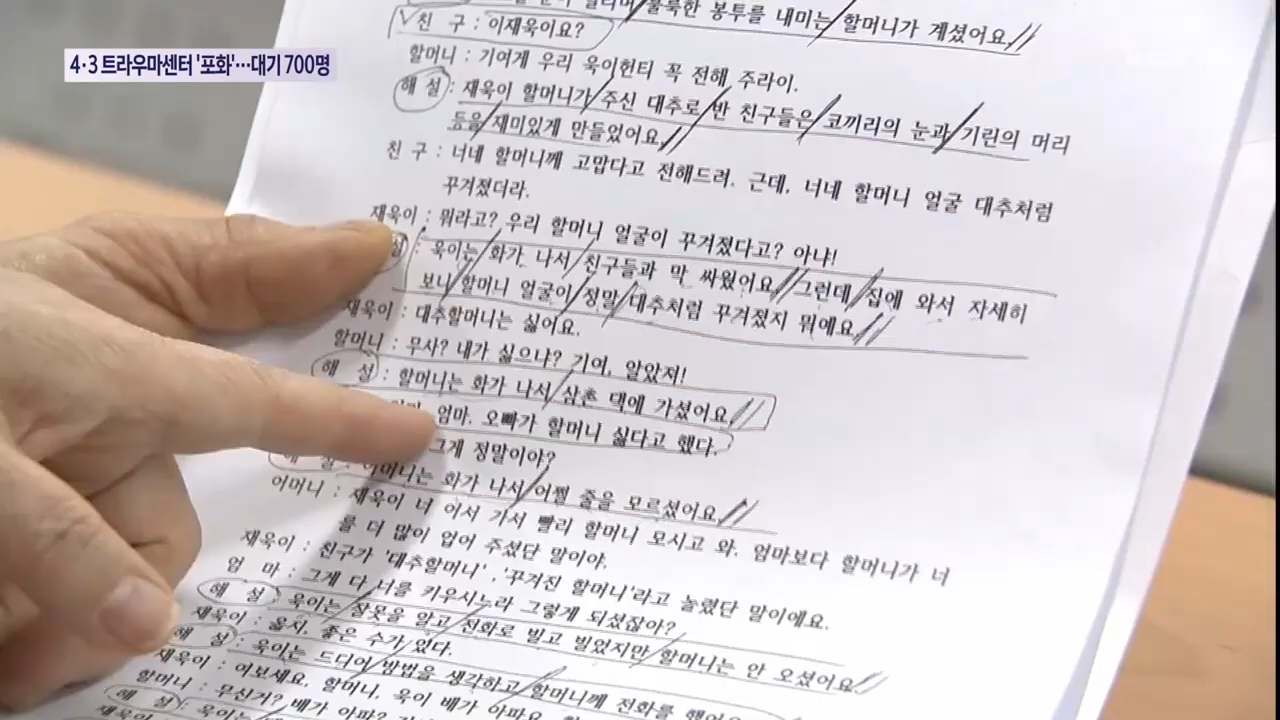 4·3 트라우마센터 '포화'…대기 700명
불룩한 봉투를 내미는 할머니가 계셨어요.
친 구 : 이재욱이요?
할머니 : 기여게 우리 욱이헌티 꼭 전해 주라이.
해 설 : 재욱이 할머니가 주신 대추로 반 친구들은 코끼리의 눈과 기린의 머리
등을 재미있게 만들었어요.
친 구 : 너네 할머니께 고맙다고 전해드려. 근데, 너네 할머니 얼굴 대추처럼
꾸겨졌더라.
재욱이 : 뭐라고? 우리 할머니 얼굴이 꾸겨졌다고? 아냐!
설 : 욱이는 화가 나서 친구들과 막 싸웠어요. 그런데 집에 와서 자세히
보니 할머니 얼굴이 정말 대추처럼 꾸겨졌지 뭐예요.
재욱이 : 대추할머니는 싫어요.
할머니 : 무사? 내가 싫으냐? 기여, 알았져!
해 설 : 할머니는 화가 나서 삼촌 댁에 가셨어요.
엄마. 오빠가 할머니 싫다고 했다.
그게 정말이야?
해 설 : 어머니는 화가 나서 어쩔 줄을 모르셨어요.
어머니 : 재욱이 너 어서 가서 빨리 할머니 모시고 와. 엄마보다 할머니가 너
를 더 많이 업어 주셨단 말이야.
재욱이 : 친구가 '대추할머니', '꾸겨진 할머니'라고 놀렸단 말이에요.
엄 마 : 그게 다 너를 키우시느라 그렇게 되셨잖아?
해 설 : 욱이는 잘못을 알고 전화로 빌고 빌었지만 할머니는 안 오셨어요.
재욱이 : 옳지, 좋은 수가 있다.
해 설 : 욱이는 드디어 방법을 생각하고 할머니께 전화를 했어요
재욱이 : 여보세요, 할머니, 욱이 배가 아파요.
할머니 : 무신거? 배가 아파?
해 설 : 욱이는
재욱이